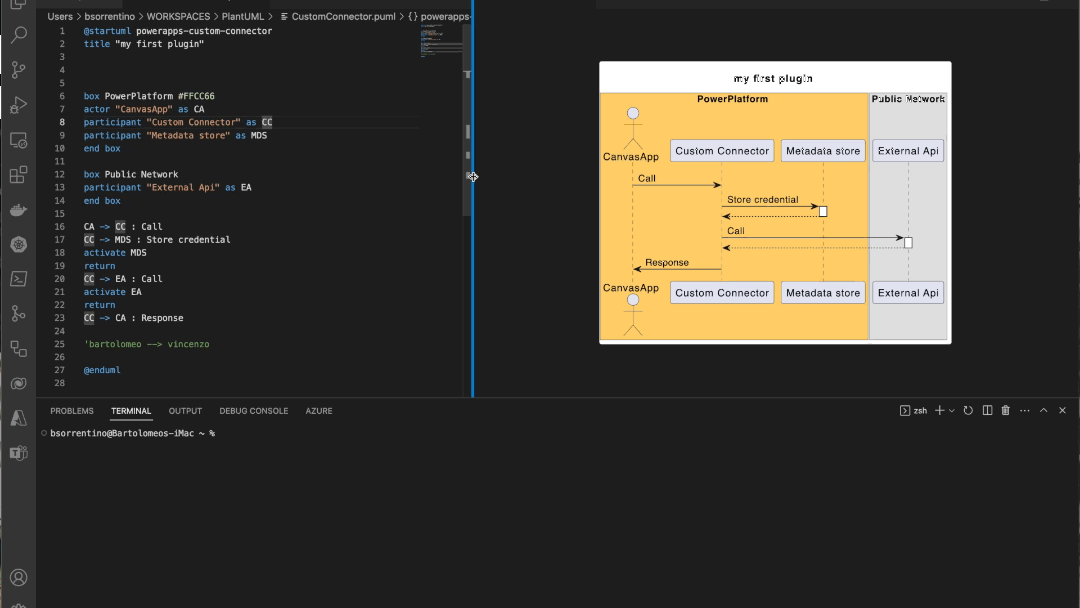 Users > bsorrentino > WORKSPACES > PlantUML > CustomConnector.puml > {} powerapps-
1 @startuml powerapps-custom-connector
2 title "my first plugin"
3
4
5
6 box PowerPlatform #FFCC66
7 actor "CanvasApp" as CA
8 participant "Custom Connector" as CC
9 participant "Metadata store" as MDS
10 end box
11
12 box Public Network
13 participant "External Api" as EA
14 end box
15
16 CA -> CC : Call
17 CC -> MDS : Store credential
18 activate MDS
19 return
20 CC -> EA : Call
21 activate EA
22 return
23 CC -> CA : Response
24
25 'bartolomeo --> vincenzo
26
27 @enduml
28
my first plugin
PowerPlatform Public Network
CanvasApp Custom Connector Metadata store External Api
Call
Store credential
Call
Response
CanvasApp Custom Connector Metadata store External Api
PROBLEMS TERMINAL OUTPUT DEBUG CONSOLE AZURE zsh
bsorrentino@Bartolomeos-iMac ~ %